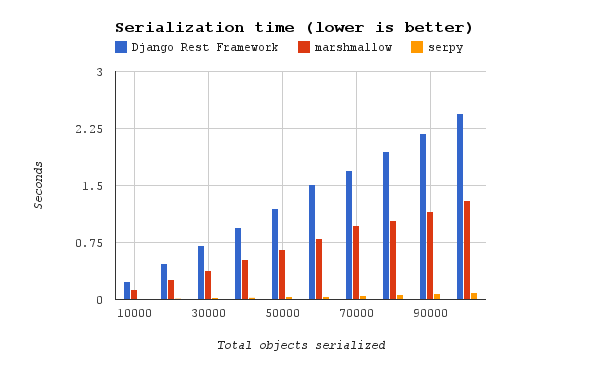 Serialization time (lower is better)
Django Rest Framework marshmallow serpy
3
2.25
1.5
0.75
0
Seconds
10000 30000 50000 70000 90000
Total objects serialized